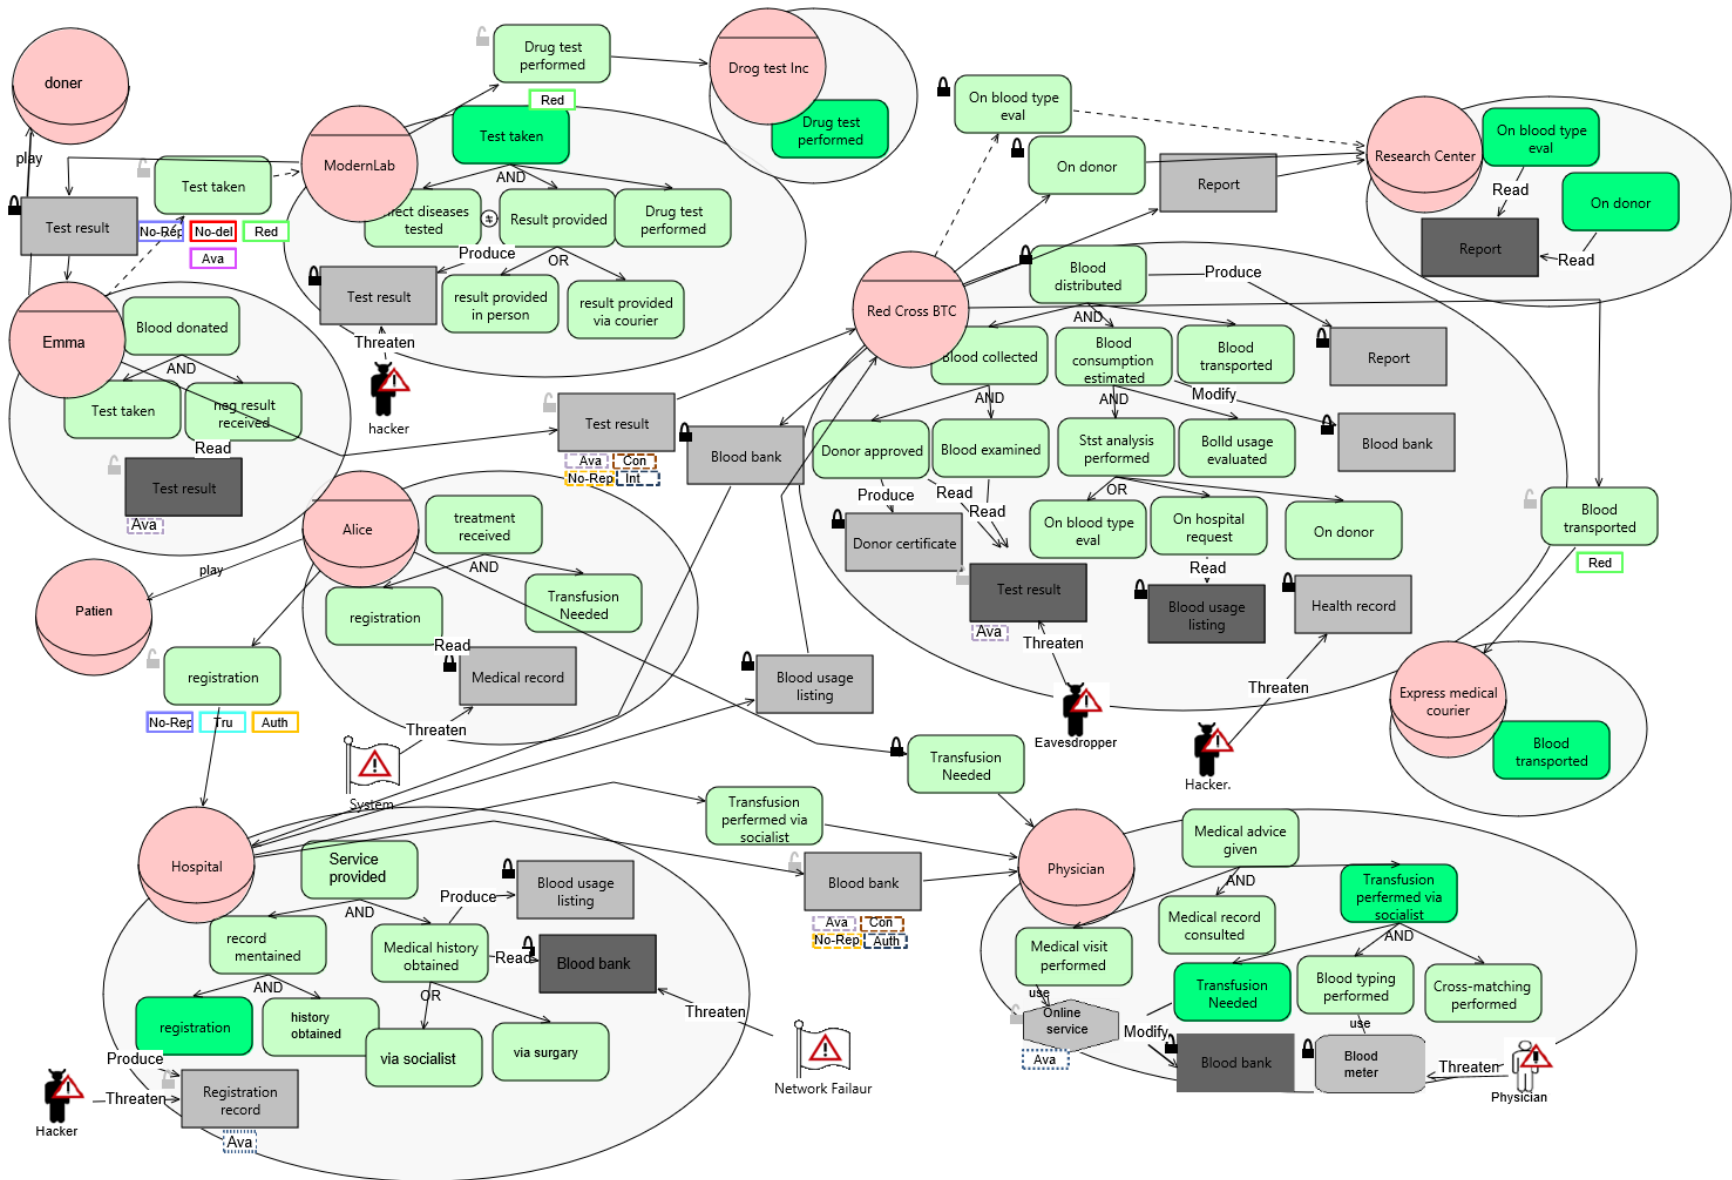 doner
play
Test result
Test taken
No-Rep
No-del
Red
Ava
Drug test
performed
Red
Drog test Inc
Drug test
performed
ModernLab
Test taken
AND
rect diseases
tested
Result provided
Drug test
performed
Produce
OR
Test result
result provided
in person
result provided
via courier
Threaten
hacker
Emma
Blood donated
AND
Test taken
neg result
received
Read
Test result
Ava
On blood type
eval
On donor
Report
Research Center
On blood type
eval
Read
On donor
Report
Read
Red Cross BTC
Blood
distributed
Produce
AND
Blood collected
Blood
consumption
estimated
Blood
transported
Report
AND
AND
Modify
Donor approved
Blood examined
Stst analysis
performed
Bolld usage
evaluated
Blood bank
Produce
Read
Read
OR
Donor certificate
On blood type
eval
On hospital
request
On donor
Read
Test result
Ava
Blood usage
listing
Health record
Threaten
Threaten
Eavesdropper
Hacker.
Blood
transported
Red
Express medical
courier
Blood
transported
Test result
Ava
Con
No-Rep
Int
Blood bank
Alice
treatment
received
AND
registration
Transfusion
Needed
Read
Medical record
Threaten
System
play
Patien
registration
No-Rep
Tru
Auth
Blood usage
listing
Transfusion
Needed
Transfusion
perfermed via
socialist
Blood bank
Ava
Con
No-Rep
Auth
Hospital
Service
provided
AND
Produce
Blood usage
listing
record
mentained
Medical history
obtained
Read
Blood bank
AND
OR
registration
history
obtained
via socialist
via surgary
Produce
Threaten
Registration
record
Ava
Hacker
Threaten
Network Failaur
Physician
Medical advice
given
AND
Transfusion
perfermed via
socialist
Medical record
consulted
Medical visit
performed
AND
Transfusion
Needed
Blood typing
performed
Cross-matching
performed
use
Online
service
Ava
Modify
use
Blood bank
Blood
meter
Threaten
Physician